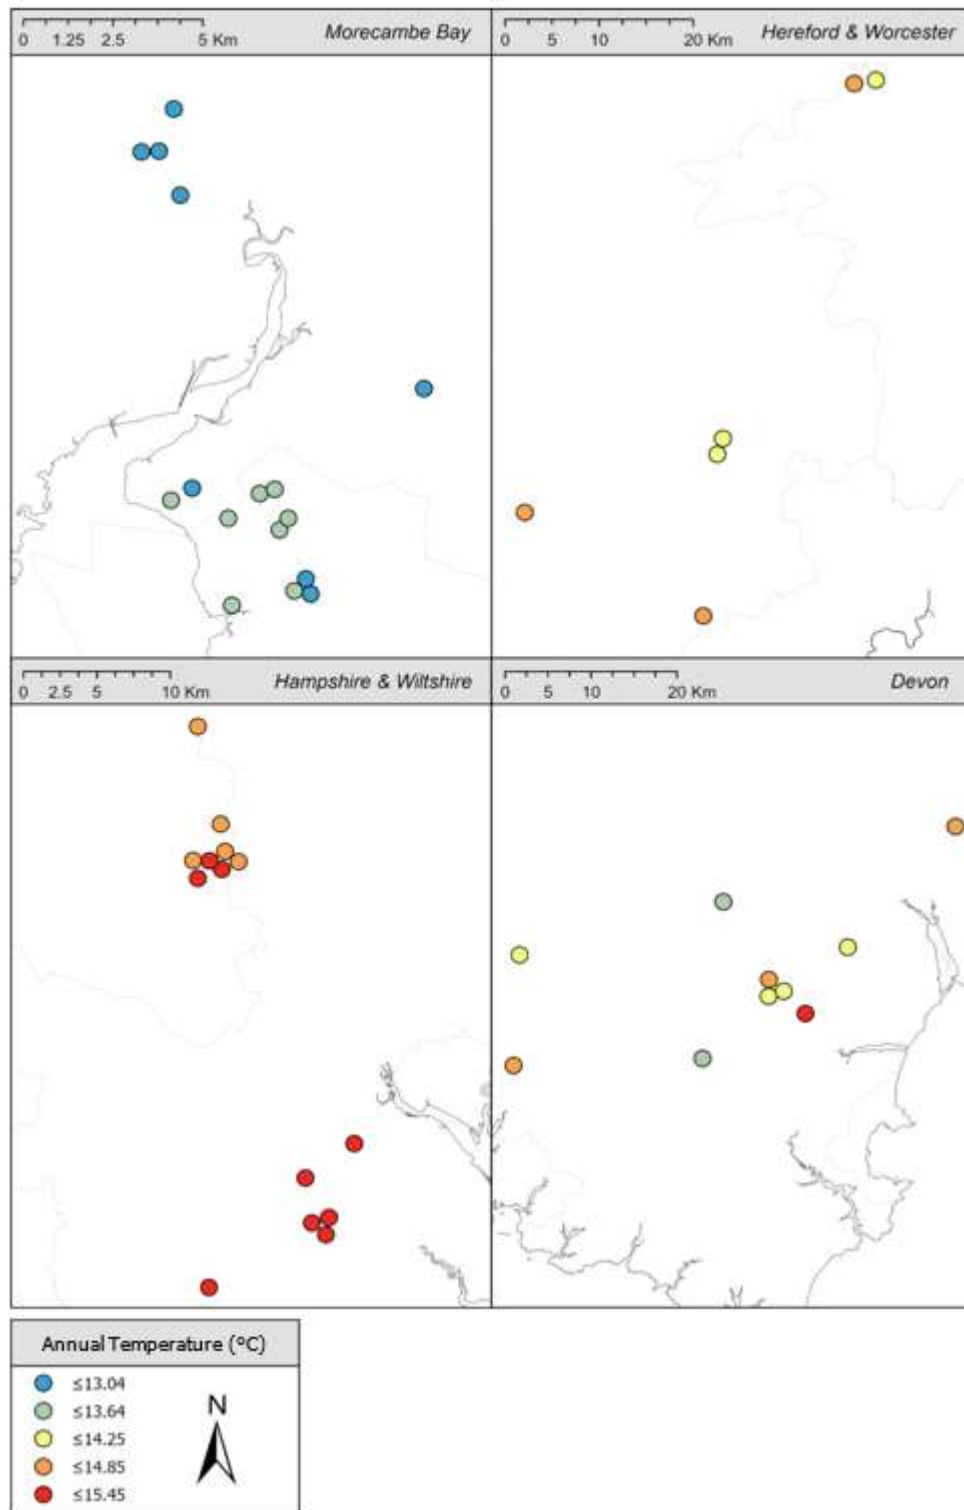 0 1.25 2.5 5 Km Morecambe Bay
0 5 10 20 Km Hereford & Worcester
0 2.5 5 10 Km Hampshire & Wiltshire
0 5 10 20 Km Devon
Annual Temperature (°C)
≤13.04
≤13.64
≤14.25
≤14.85
≤15.45
N